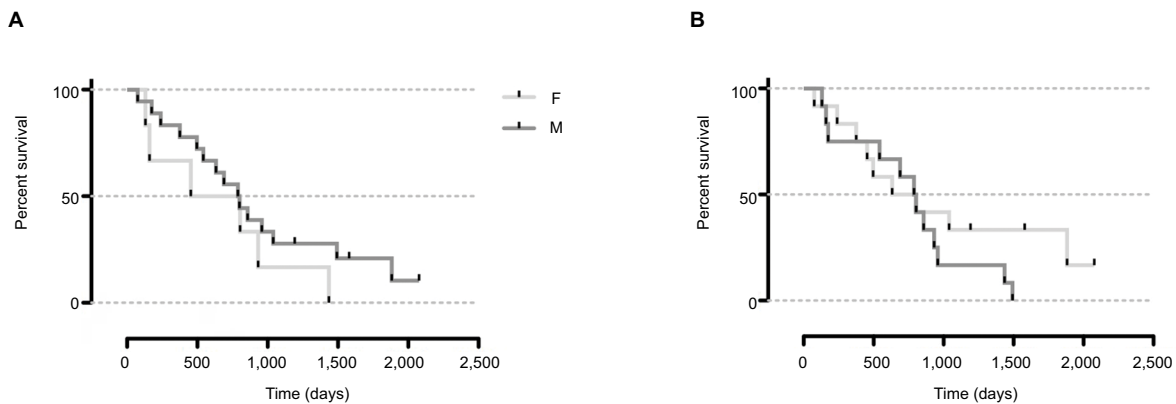 A
B
100
50
0
Percent survival
F
M
0 500 1,000 1,500 2,000 2,500
Time (days)
100
50
0
Percent survival
0 500 1,000 1,500 2,000 2,500
Time (days)